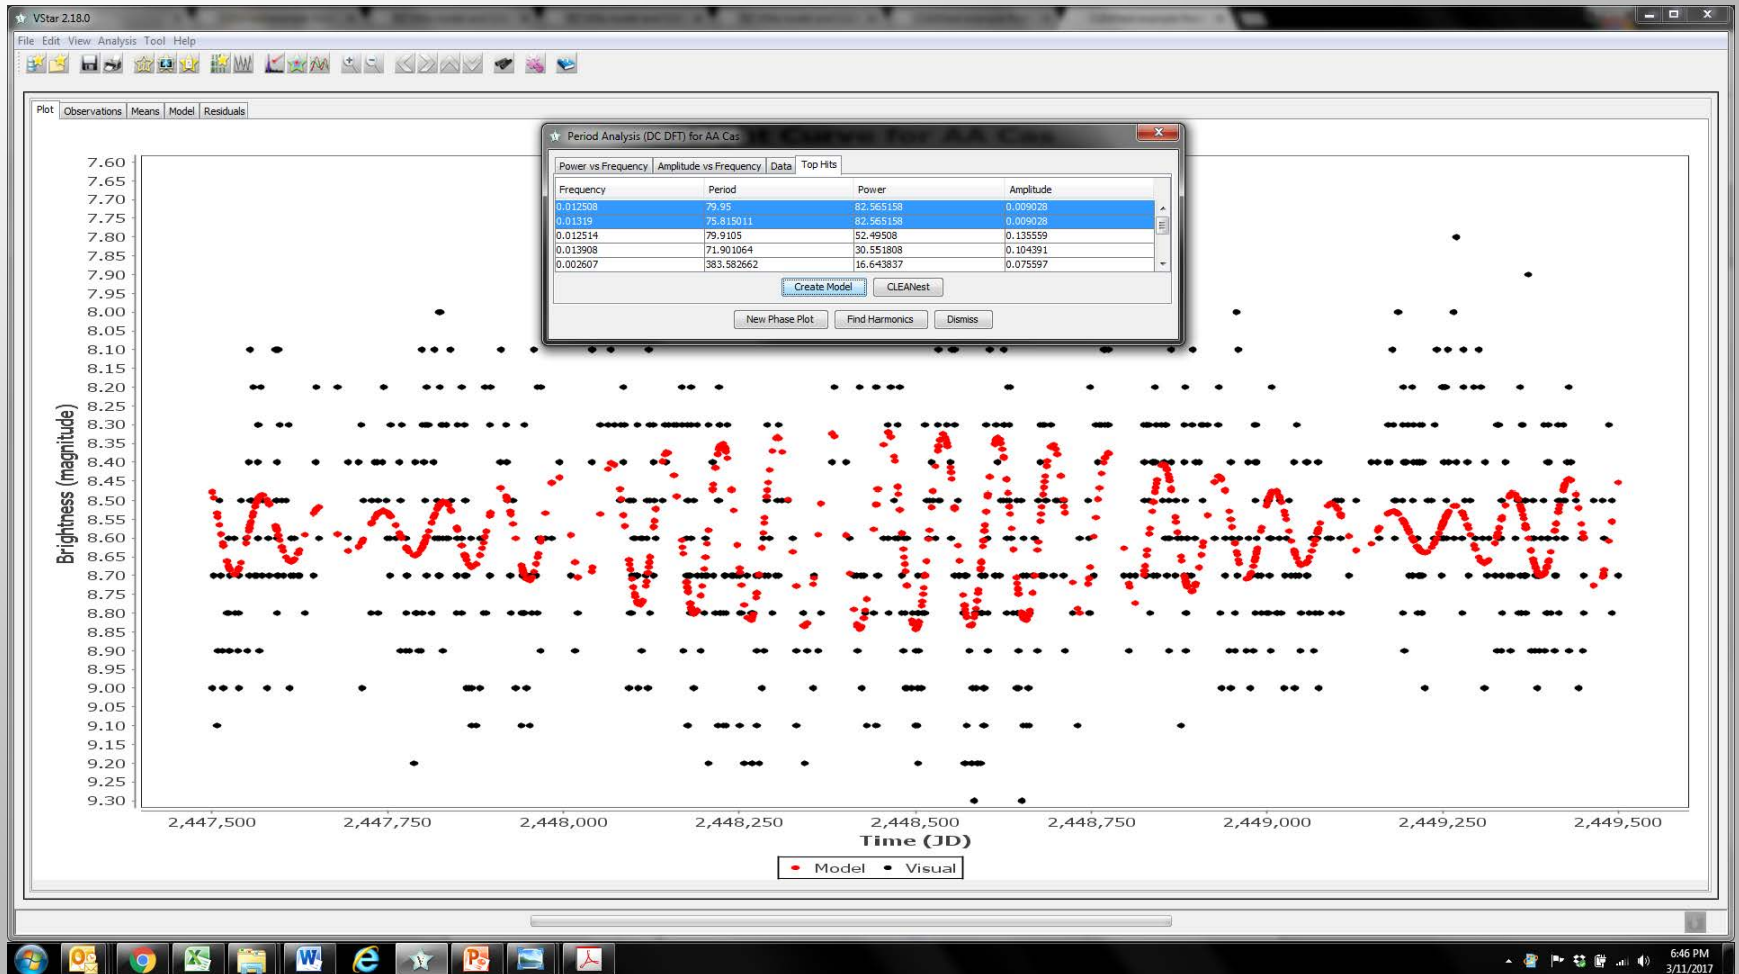 VStar 2.18.0
File Edit View Analysis Tool Help
Plot Observations Means Model Residuals
Curve for AA Cas
Period Analysis (DC DFT) for AA Cas
Power vs Frequency Amplitude vs Frequency Data Top Hits
Frequency Period Power Amplitude
0.012508 79.95 82.565158 0.009028
0.01319 75.815011 82.565158 0.009028
0.012514 79.9105 52.49508 0.135559
0.013908 71.901064 30.551808 0.104391
0.002607 383.582662 16.643837 0.075597
Create Model CLEANest
New Phase Plot Find Harmonics Dismiss
Brightness (magnitude)
7.60
7.65
7.70
7.75
7.80
7.85
7.90
7.95
8.00
8.05
8.10
8.15
8.20
8.25
8.30
8.35
8.40
8.45
8.50
8.55
8.60
8.65
8.70
8.75
8.80
8.85
8.90
8.95
9.00
9.05
9.10
9.15
9.20
9.25
9.30
2,447,500 2,447,750 2,448,000 2,448,250 2,448,500 2,448,750 2,449,000 2,449,250 2,449,500
Time (JD)
Model Visual
6:46 PM
3/11/2017